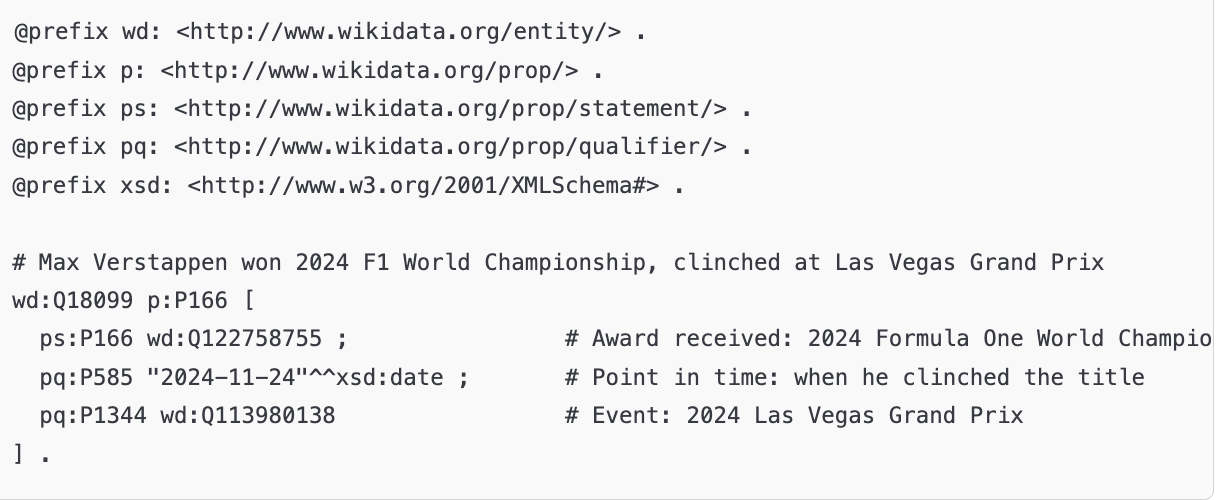 @prefix wd: <http://www.wikidata.org/entity/> .
@prefix p: <http://www.wikidata.org/prop/> .
@prefix ps: <http://www.wikidata.org/prop/statement/> .
@prefix pq: <http://www.wikidata.org/prop/qualifier/> .
@prefix xsd: <http://www.w3.org/2001/XMLSchema#> .

# Max Verstappen won 2024 F1 World Championship, clinched at Las Vegas Grand Prix
wd:Q18099 p:P166 [
  ps:P166 wd:Q122758755 ;                # Award received: 2024 Formula One World Champio
  pq:P585 "2024-11-24"^^xsd:date ;       # Point in time: when he clinched the title
  pq:P1344 wd:Q113980138                 # Event: 2024 Las Vegas Grand Prix
] .